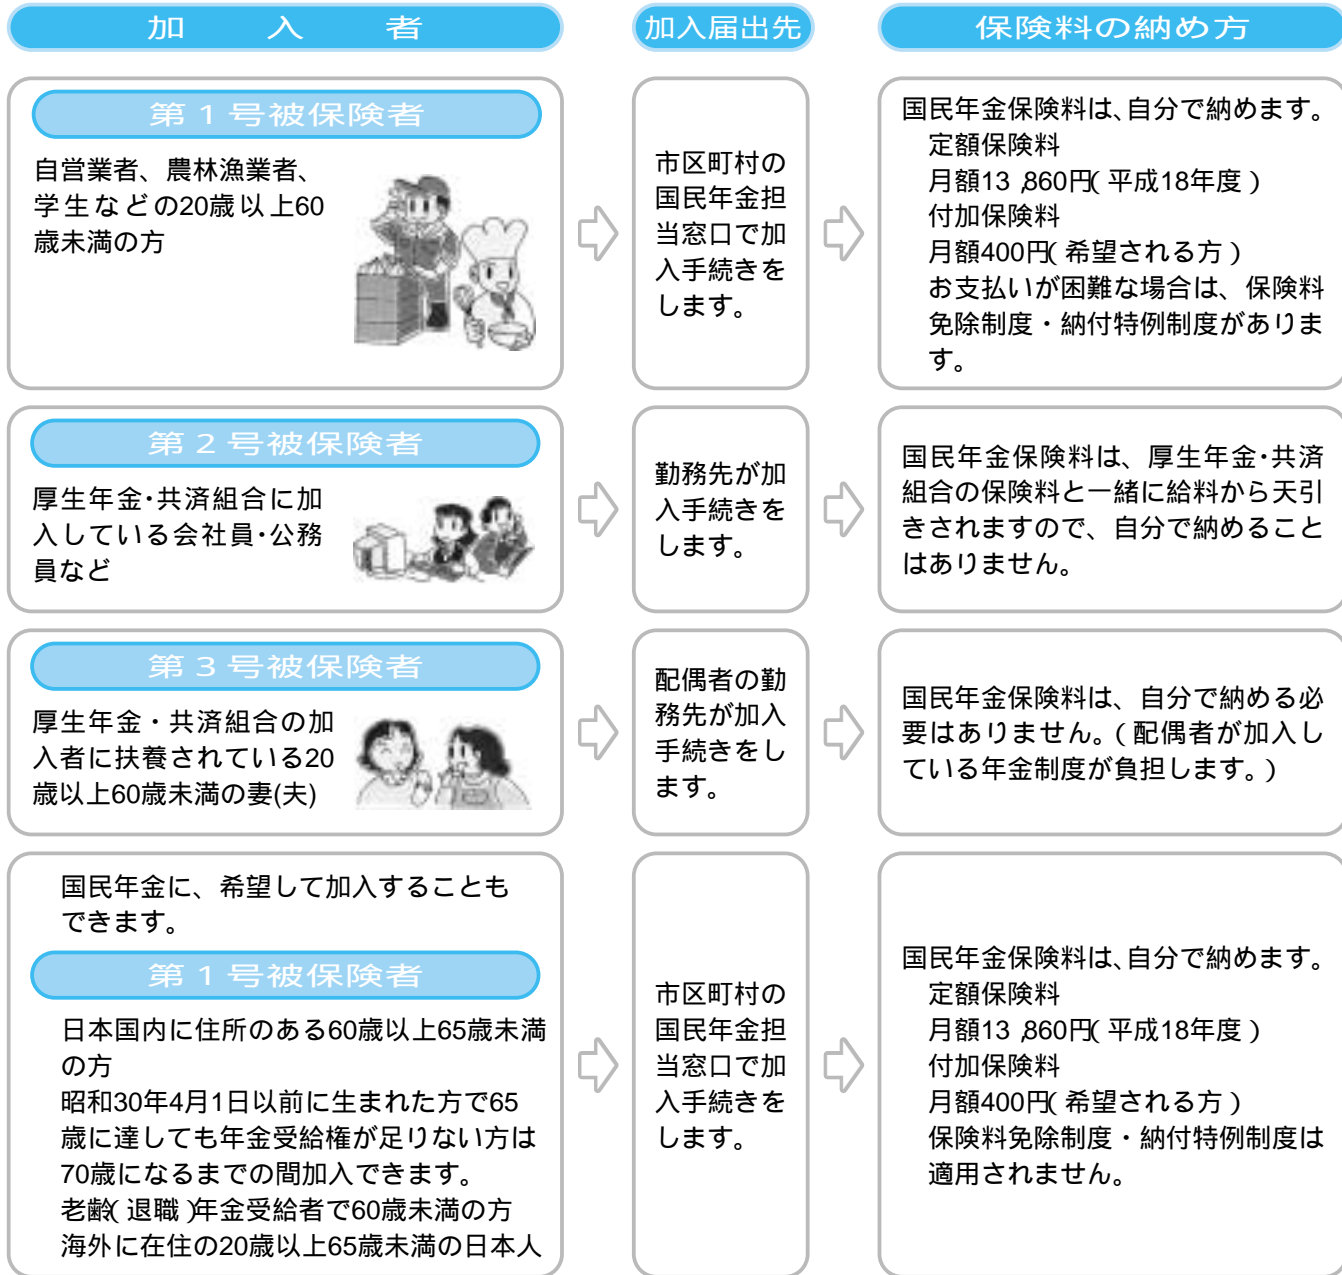 加入者
加入届出先
保険料の納め方
第1号被保険者
自営業者、農林漁業者、
学生などの20歳以上60
歳未満の方
市区町村の
国民年金担
当窓口で加
入手続きを
します。
国民年金保険料は、自分で納めます。
定額保険料
月額13,860円(平成18年度)
付加保険料
月額400円(希望される方)
お支払いが困難な場合は、保険料
免除制度・納付特例制度がありま
す。
第2号被保険者
厚生年金・共済組合に加
入している会社員・公務
員など
勤務先が加
入手続きを
します。
国民年金保険料は、厚生年金・共済
組合の保険料と一緒に給料から天引
きされますので、自分で納めること
はありません。
第3号被保険者
厚生年金・共済組合の加
入者に扶養されている20
歳以上60歳未満の妻(夫)
配偶者の勤
務先が加入
手続きをし
ます。
国民年金保険料は、自分で納める必
要はありません。(配偶者が加入し
ている年金制度が負担します。)
国民年金に、希望して加入することも
できます。
第1号被保険者
日本国内に住所のある60歳以上65歳未満
の方
昭和30年4月1日以前に生まれた方で65
歳に達しても年金受給権が足りない方は
70歳になるまでの間加入できます。
老齢(退職)年金受給者で60歳未満の方
海外に在住の20歳以上65歳未満の日本人
市区町村の
国民年金担
当窓口で加
入手続きを
します。
国民年金保険料は、自分で納めます。
定額保険料
月額13,860円(平成18年度)
付加保険料
月額400円(希望される方)
保険料免除制度・納付特例制度は
適用されません。